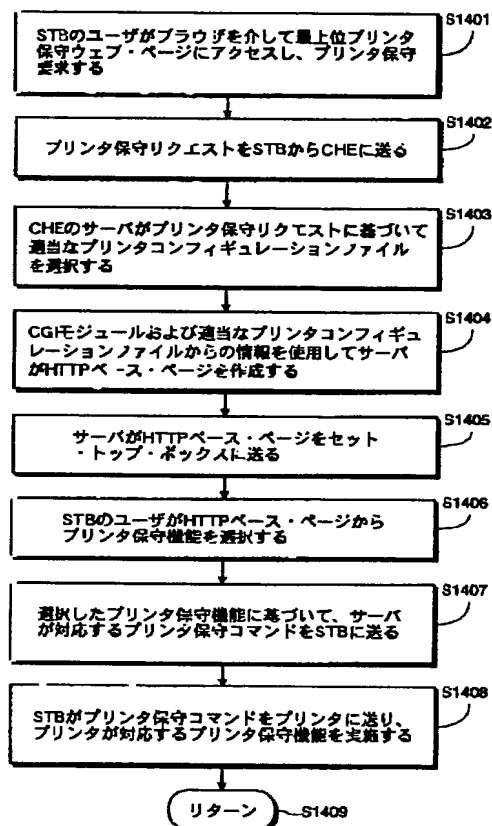 S1401
STBのユーザがブラウザを介して最上位プリンタ
保守ウェブ・ページにアクセスし、プリンタ保守
要求する
S1402
プリンタ保守リクエストをSTBからCHEに送る
S1403
CHEのサーバがプリンタ保守リクエストに基づいて
適当なプリンタコンフィギュレーションファイル
を選択する
S1404
CGIモジュールおよび適当なプリンタコンフィギュ
レーションファイルからの情報を使用してサーバ
がHTTPベース・ページを作成する
S1405
サーバがHTTPベース・ページをセット
・トップ・ボックスに送る
S1406
STBのユーザがHTTPベース・ページから
プリンタ保守機能を選択する
S1407
選択したプリンタ保守機能に基づいて、サーバ
が対応するプリンタ保守コマンドをSTBに送る
S1408
STBがプリンタ保守コマンドをプリンタに送り、
プリンタが対応するプリンタ保守機能を実施する
リターン
S1409